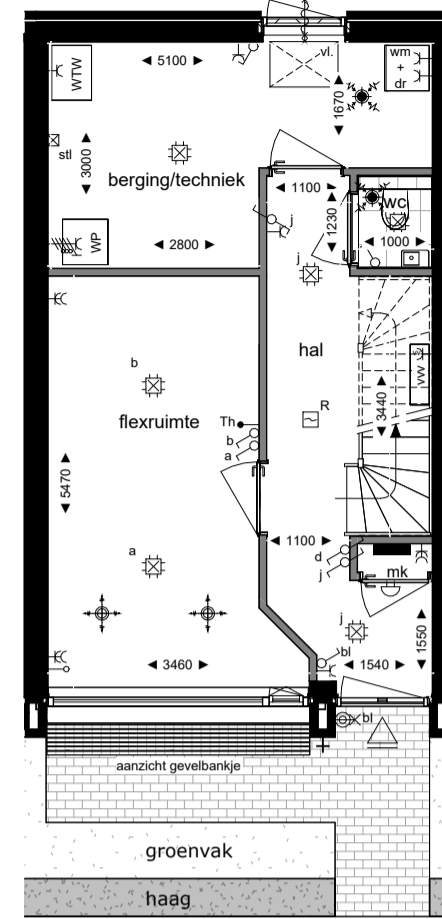 5100
vl.
wm
+
dr
WTW
1670
stl
3000
berging/techniek
1100
j
1230
WC
WP
2800
1000
j
hal
b
vw
flexruimte
Th
R
3440
b
a
5470
a
1100
d
j
mk
j
1550
bl
3460
1540
bl
aanzicht gevelbankje
groenvak
haag